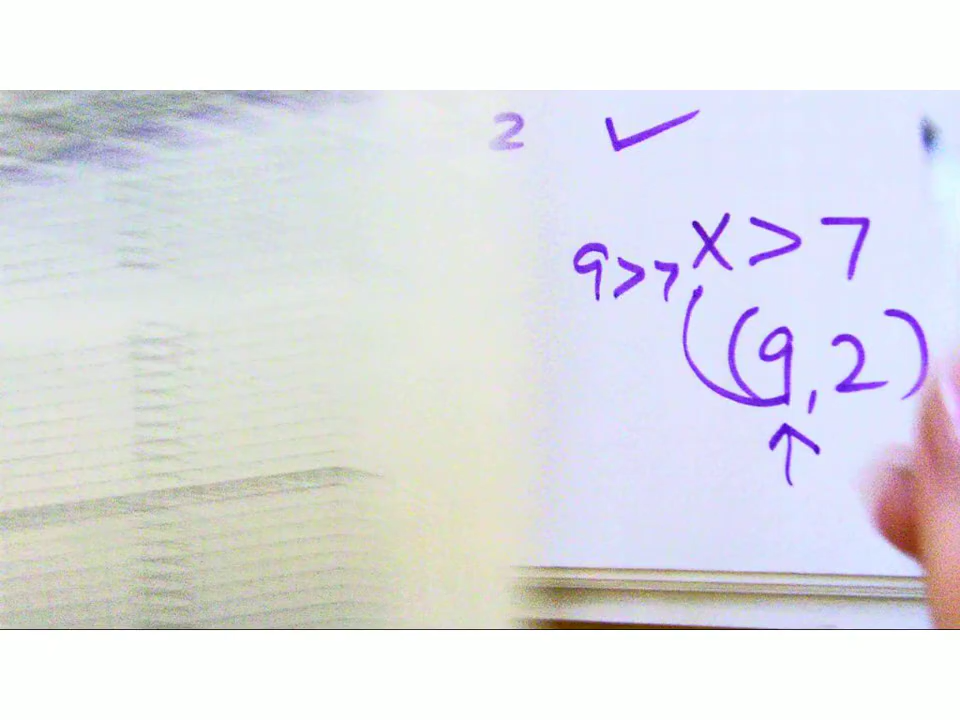 2 ✓
x > 7
9 > 7
(9, 2)
↑